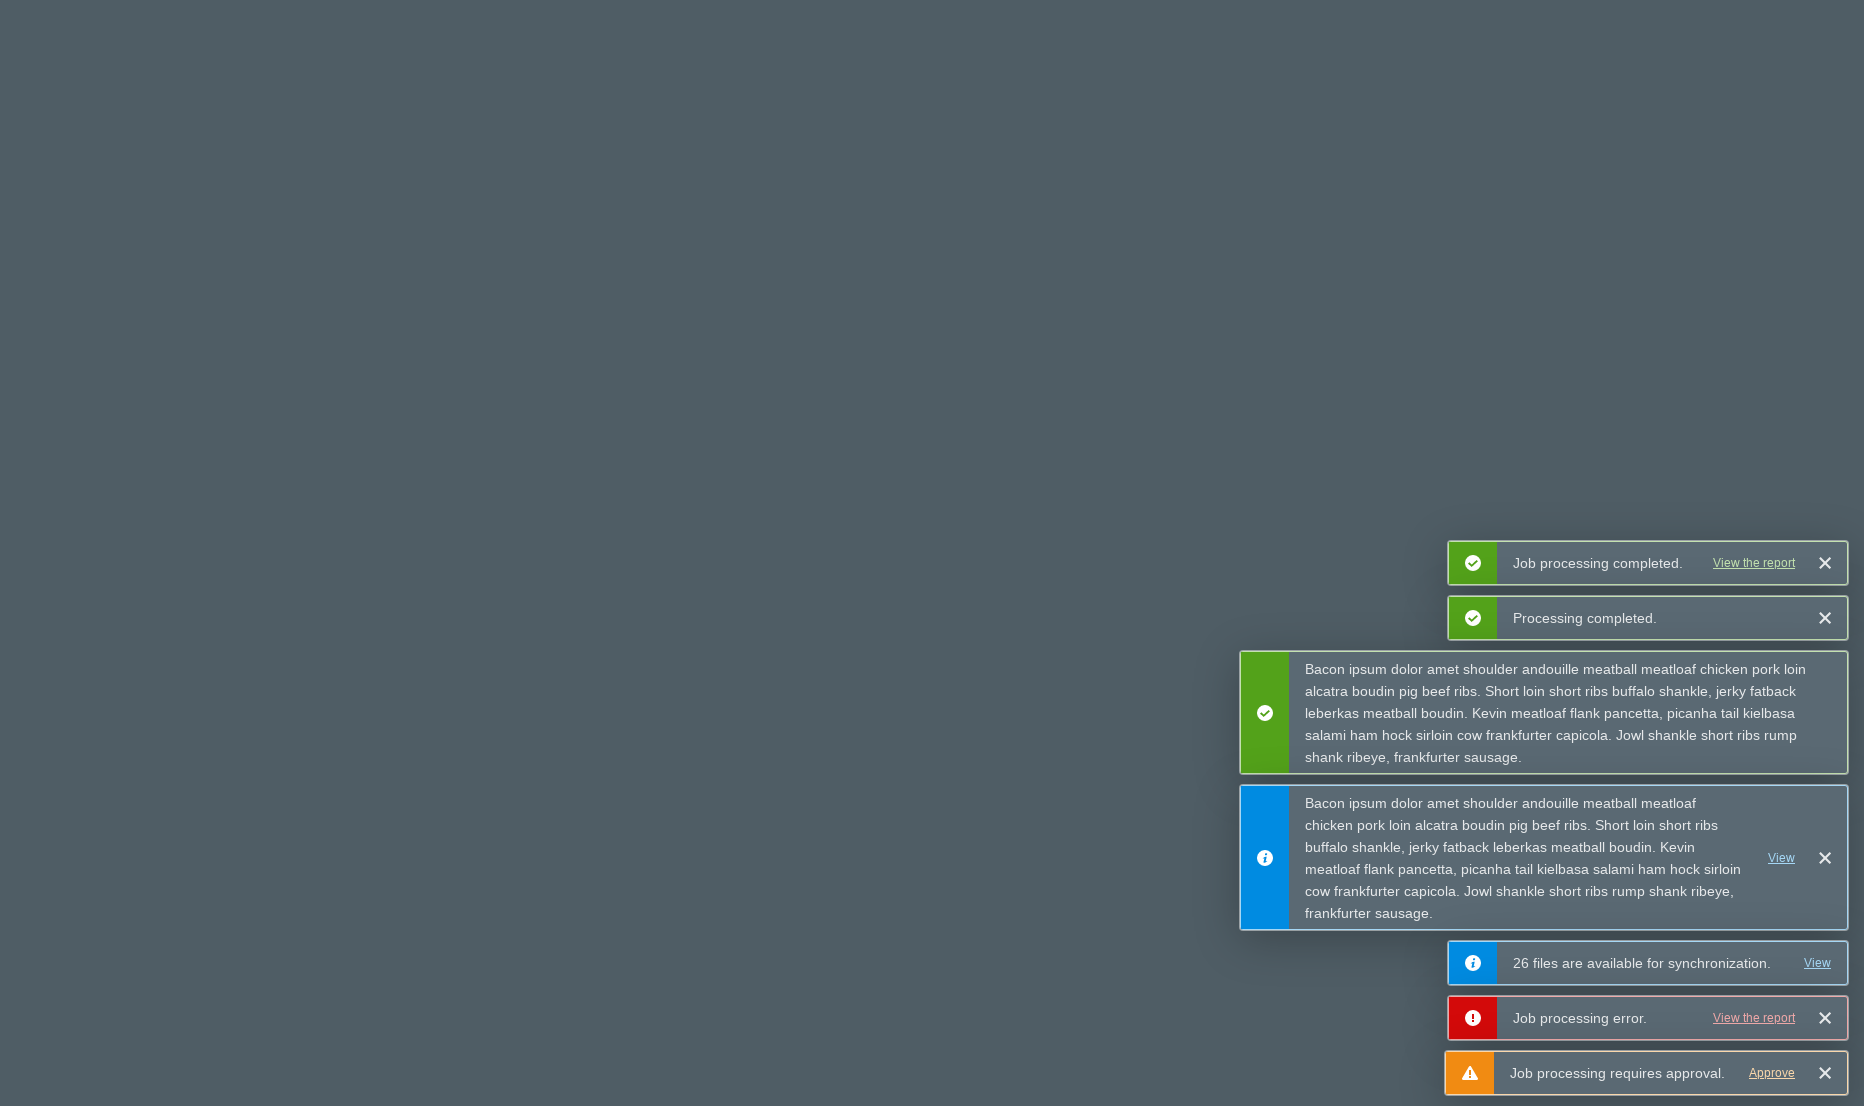 Job processing completed. View the report
Processing completed.
Bacon ipsum dolor amet shoulder andouille meatball meatloaf chicken pork loin
alcatra boudin pig beef ribs. Short loin short ribs buffalo shankle, jerky fatback
leberkas meatball boudin. Kevin meatloaf flank pancetta, picanha tail kielbasa
salami ham hock sirloin cow frankfurter capicola. Jowl shankle short ribs rump
shank ribeye, frankfurter sausage.
Bacon ipsum dolor amet shoulder andouille meatball meatloaf
chicken pork loin alcatra boudin pig beef ribs. Short loin short ribs
buffalo shankle, jerky fatback leberkas meatball boudin. Kevin
meatloaf flank pancetta, picanha tail kielbasa salami ham hock sirloin
cow frankfurter capicola. Jowl shankle short ribs rump shank ribeye,
frankfurter sausage.
View
26 files are available for synchronization. View
Job processing error. View the report
Job processing requires approval. Approve